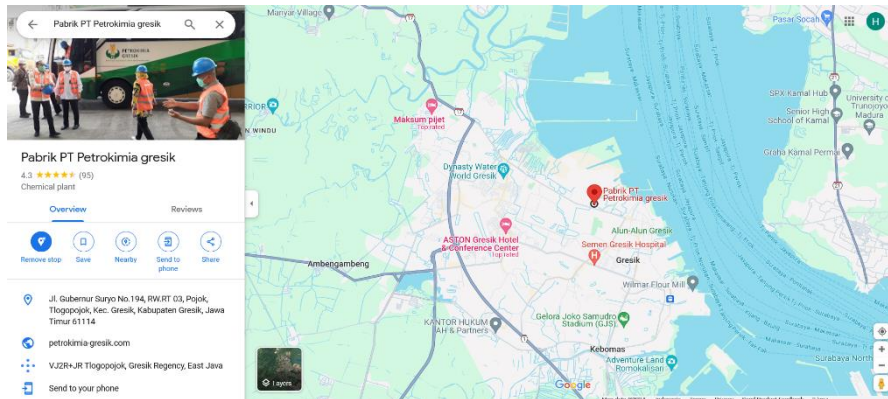 Pabrik PT Petrokimia gresik
PETROKIMIA
GRESIK
Pabrik PT Petrokimia gresik
4.3 (95)
Chemical plant
Overview
Reviews
Remove stop
Save
Nearby
Send to
phone
Share
Jl. Gubernur Suryo No.194, RW.RT 03, Pojok,
Tlogopojok, Kec. Gresik, Kabupaten Gresik, Jawa
Timur 61114
petrokimia-gresik.com
VJ2R+JR Tlogopojok, Gresik Regency, East Java
Send to your phone
Manyar Village
Maksum pijet
Top rated
N WINDU
Dynasty Water
World Gresik
Pabrik PT
Petrokimia gresik
ASTON Gresik Hotel
& Conference Center
Top rated
Alun-Alun Gresik
Semen Gresik Hospital
Gresik
Ambengambeng
Wilmar Flour Mill
KANTOR HUKUM
AH & Partners
Gelora Joko Samudro
Stadium (GJS)
Kebomas
Adventure Land
Romokalisari
Pasar Socah
H
SPX Kamal Hub
University of
Trunojoyo
Madura
Senior High
School of Kamal
Graha Kamal Permai
Surabaya North
Layers
Google